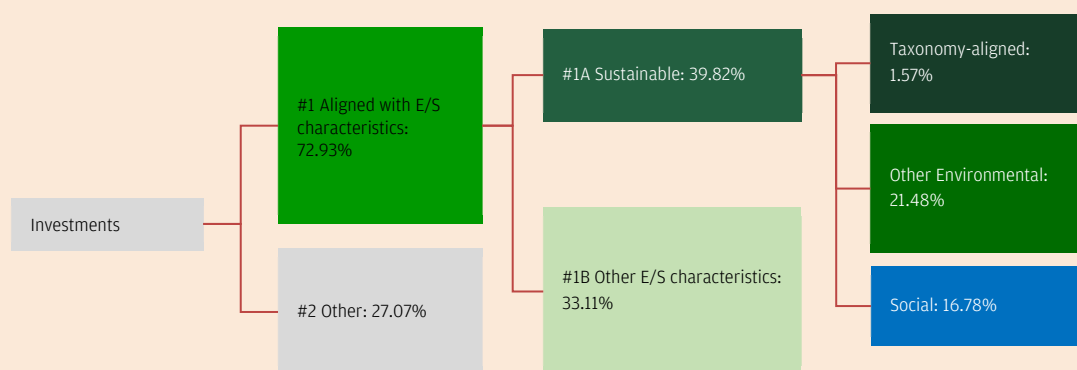 Investments
#1 Aligned with E/S
characteristics:
72.93%
#2 Other: 27.07%
#1A Sustainable: 39.82%
#1B Other E/S characteristics:
33.11%
Taxonomy-aligned:
1.57%
Other Environmental:
21.48%
Social: 16.78%